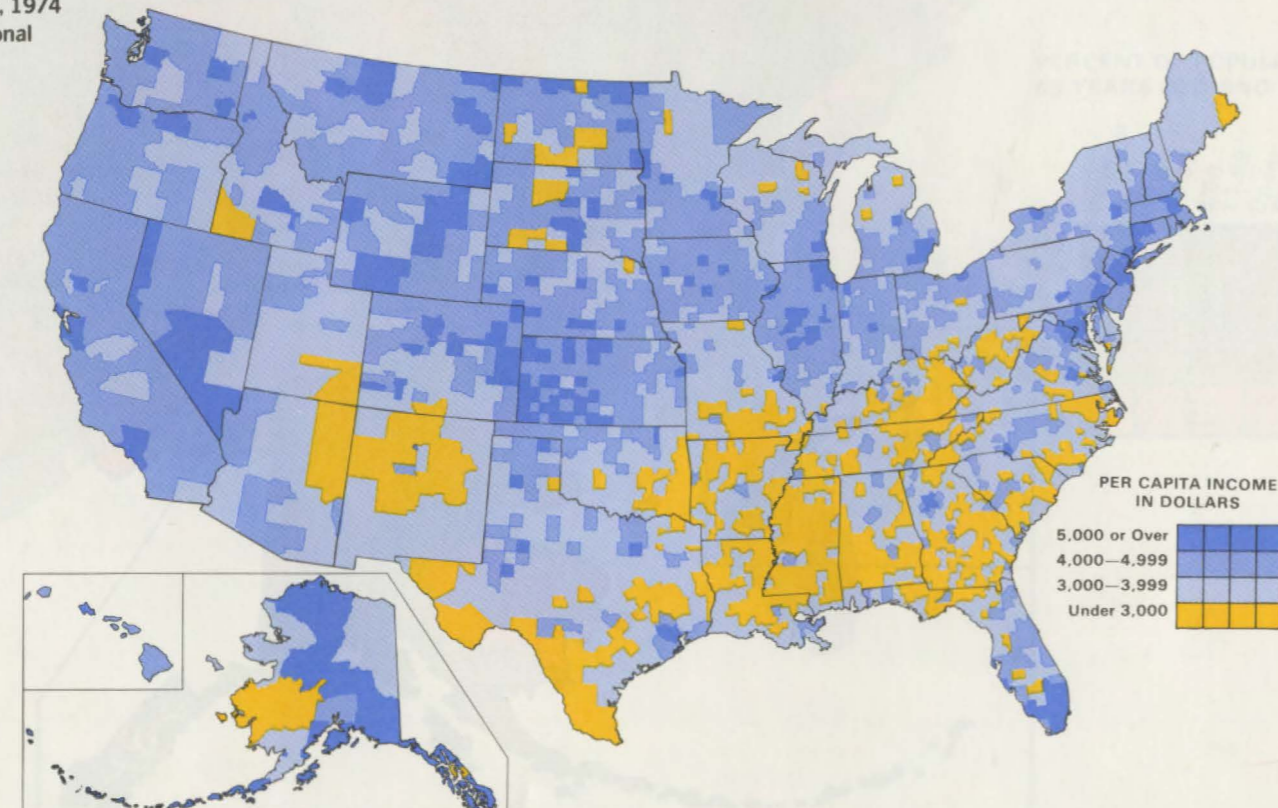 , 1974
onal
PER CAPITA INCOME
IN DOLLARS
5,000 or Over
4,000—4,999
3,000—3,999
Under 3,000